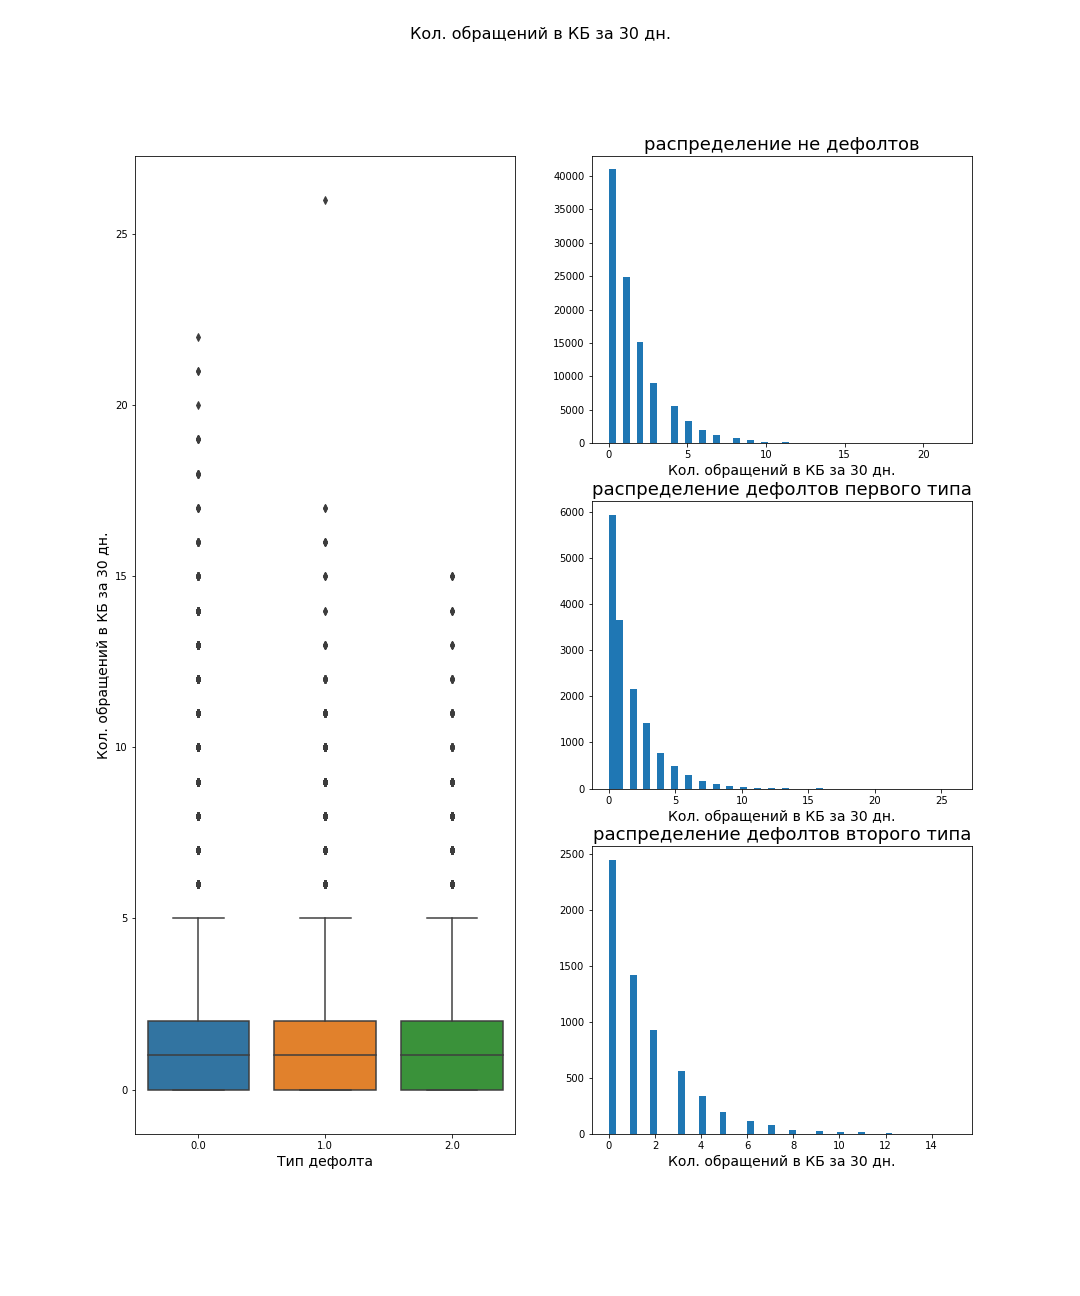 Кол. обращений в КБ за 30 дн.
25
20
15
10
5
0
Кол. обращений в КБ за 30 дн.
0.0 1.0 2.0
Тип дефолта
распределение не дефолтов
40000
35000
30000
25000
20000
15000
10000
5000
0
0 5 10 15 20
Кол. обращений в КБ за 30 дн.
распределение дефолтов первого типа
6000
5000
4000
3000
2000
1000
0
0 5 10 15 20 25
Кол. обращений в КБ за 30 дн.
распределение дефолтов второго типа
2500
2000
1500
1000
500
0
0 2 4 6 8 10 12 14
Кол. обращений в КБ за 30 дн.